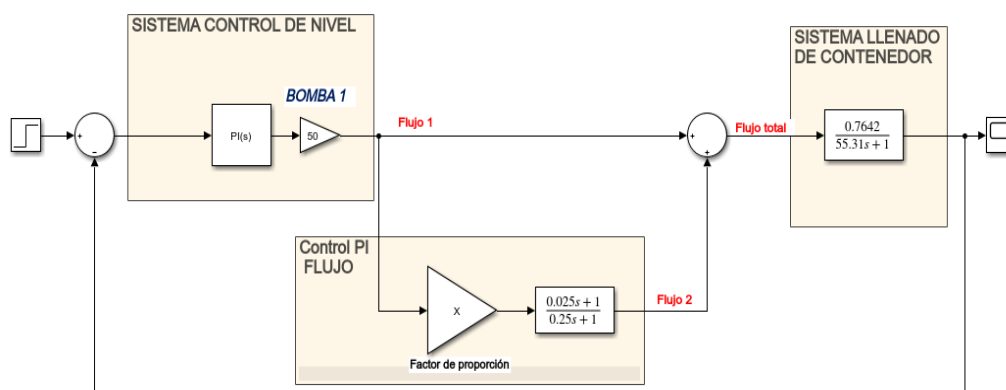 SISTEMA CONTROL DE NIVEL
BOMBA 1
PI(s)
50
Flujo 1
Flujo total
SISTEMA LLENADO
DE CONTENEDOR
0.7642
55.31s + 1
Control PI
FLUJO
X
Factor de proporción
0.025s + 1
0.25s + 1
Flujo 2